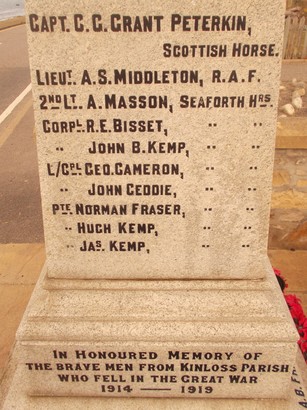 CAPT. C.C. GRANT PETERKIN,
SCOTTISH HORSE.
LIEUT. A.S. MIDDLETON, R.A.F.
2ND LT. A. MASSON, SEAFORTH HRS.
CORPL. R.E. BISSET, " "
" JOHN B. KEMP, " "
L/CPL GEO. CAMERON, " "
" JOHN GEDDIE, " "
PTE. NORMAN FRASER, " "
" HUGH KEMP, " "
" JAS. KEMP, " "
IN HONOURED MEMORY OF
THE BRAVE MEN FROM KINLOSS PARISH
WHO FELL IN THE GREAT WAR
1914 — 1919